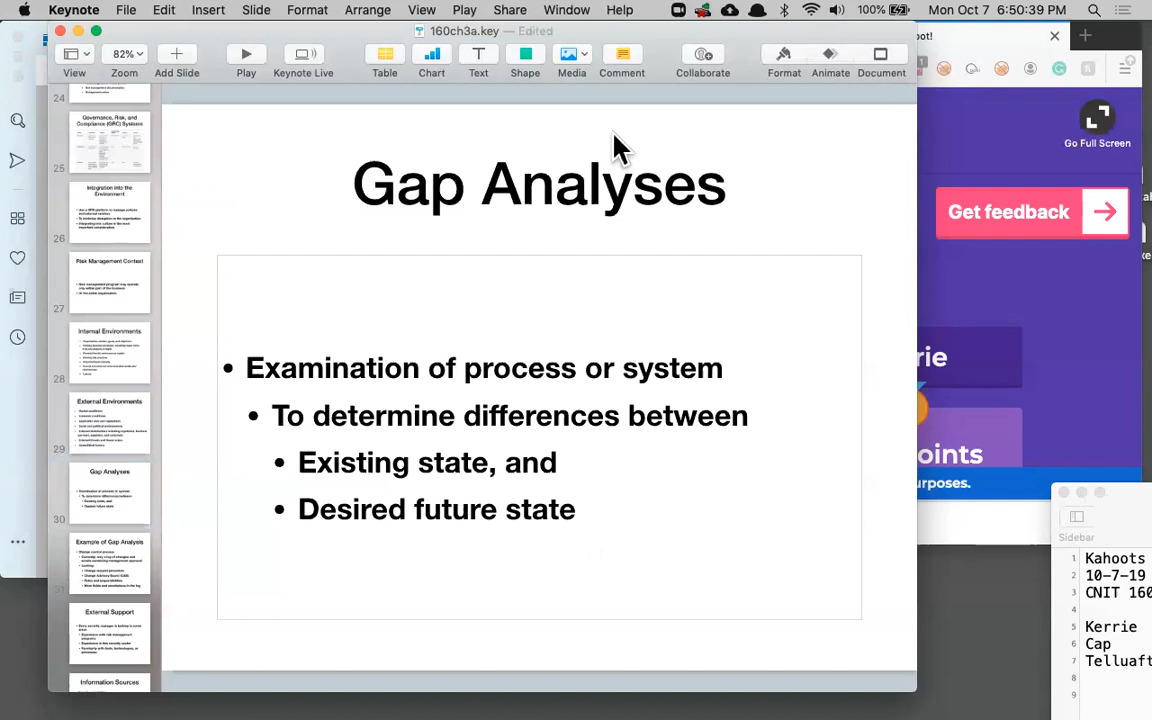 Keynote File Edit Insert Slide Format Arrange View Play Share Window Help 100% Mon Oct 7 6:50:39 PM
160ch3a.key — Edited
ot!
82%
View Zoom Add Slide Play Keynote Live Table Chart Text Shape Media Comment Collaborate Format Animate Document
Go Full Screen
Get feedback
rie
oints
urposes.
24
Governance, Risk, and
Compliance (GRC) Systems
25
Integration into the
Environment
26
Risk Management Context
27
Internal Environments
28
External Environments
29
Gap Analyses
30
Example of Gap Analysis
31
External Support
Information Sources
Gap Analyses
• Examination of process or system
• To determine differences between
• Existing state, and
• Desired future state
Sidebar
1 Kahoots
2 10-7-19
3 CNIT 160
4
5 Kerrie
6 Cap
7 Telluaft
8
9